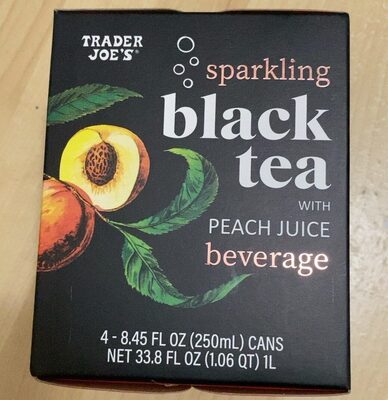 TRADER
JOE'S
sparkling
black
tea
WITH
PEACH JUICE
beverage
4 - 8.45 FL OZ (250mL) CANS
NET 33.8 FL OZ (1.06 QT) 1L